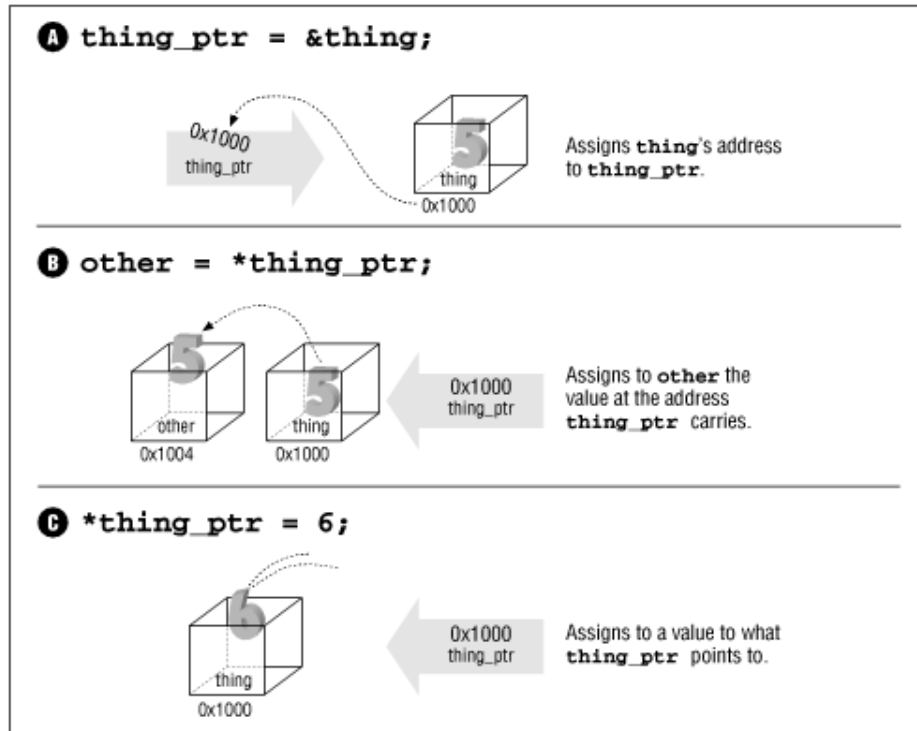 A thing_ptr = &thing;
0x1000
thing_ptr
5
thing
0x1000
Assigns thing's address
to thing_ptr.
B other = *thing_ptr;
5
other
0x1004
5
thing
0x1000
0x1000
thing_ptr
Assigns to other the
value at the address
thing_ptr carries.
C *thing_ptr = 6;
6
thing
0x1000
0x1000
thing_ptr
Assigns to a value to what
thing_ptr points to.